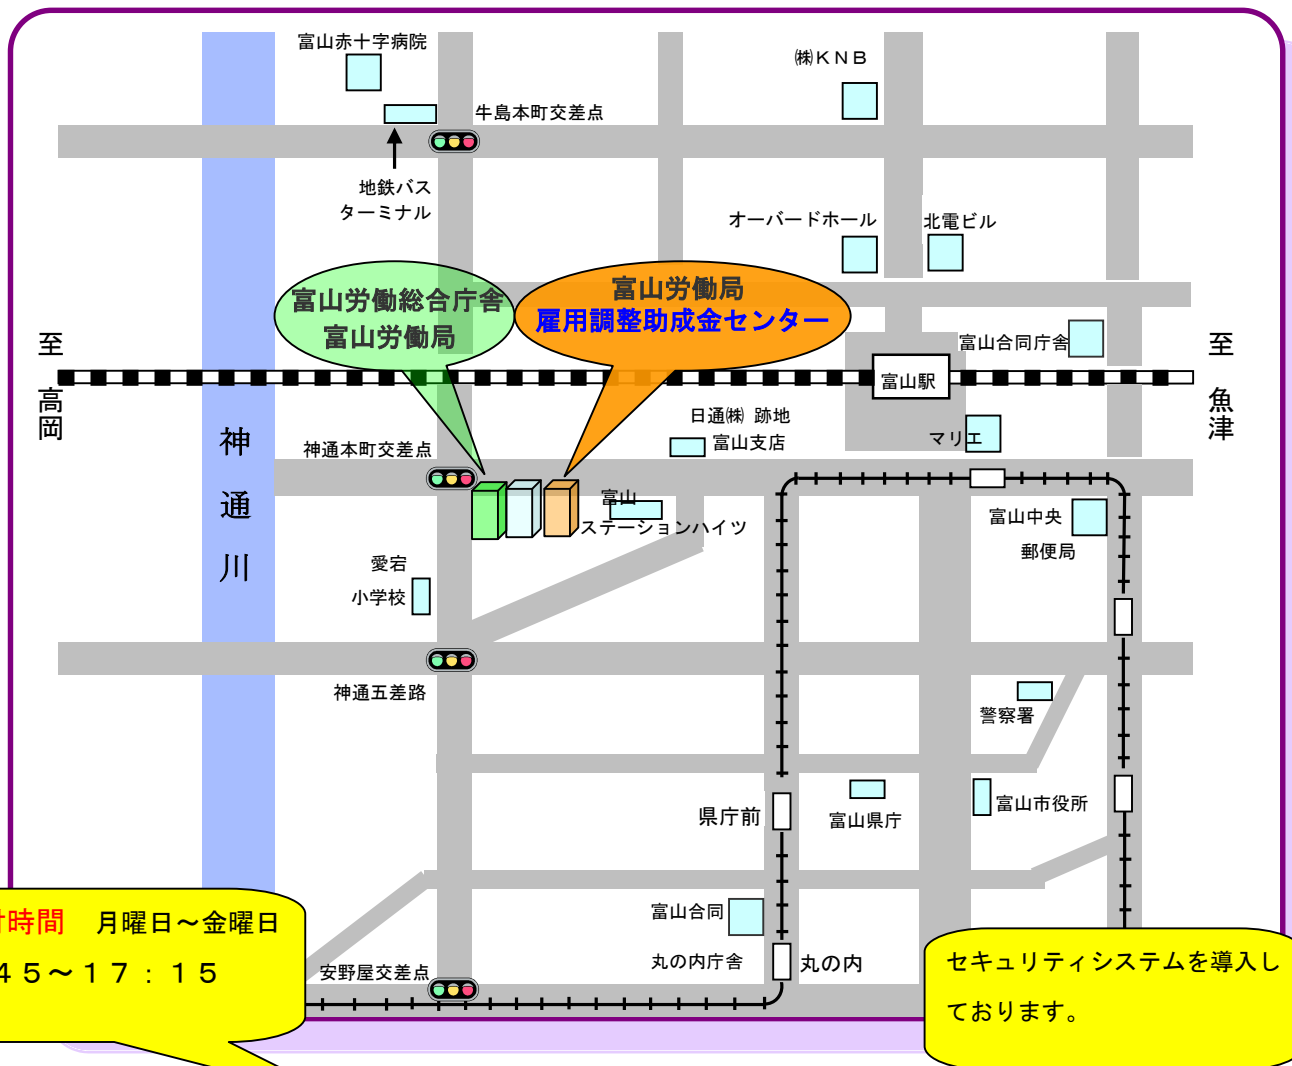 富山赤十字病院
㈱ＫＮＢ
牛島本町交差点
地鉄バス
ターミナル
オーバードホール
北電ビル
富山労働総合庁舎
富山労働局
富山労働局
雇用調整助成金センター
富山合同庁舎
至
高岡
至
魚津
富山駅
日通㈱ 跡地
富山支店
マリエ
神通本町交差点
神通川
富山
ステーションハイツ
富山中央
郵便局
愛宕
小学校
神通五差路
警察署
県庁前
富山県庁
富山市役所
富山合同
丸の内庁舎
丸の内
安野屋交差点
時間　月曜日～金曜日
４５～１７：１５
セキュリティシステムを導入し
ております。